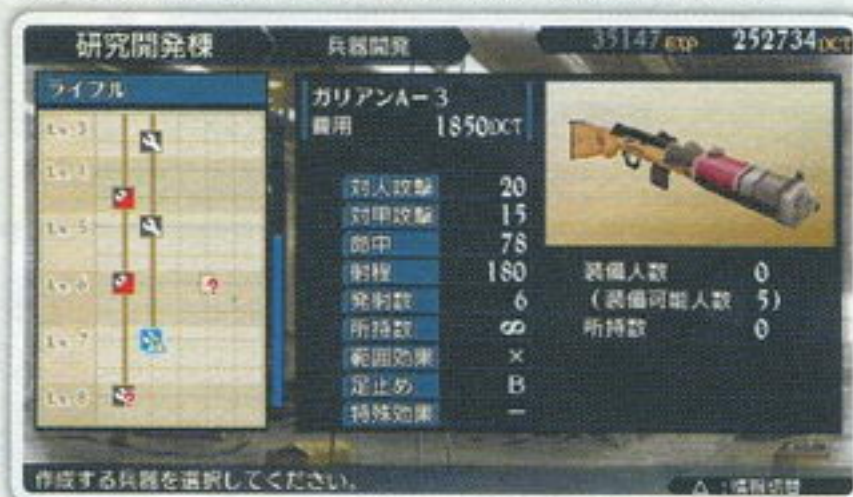 研究開発棟
兵器開発
35147EXP 252734DCT
ライフル
Lv.3
Lv.4
Lv.5
Lv.6
Lv.7
Lv.8
ガリアンA-3
費用 1850DCT
対人攻撃 20
対甲攻撃 15
命中 78
射程 180
発射数 6
所持数 ∞
範囲効果 ×
足止め B
特殊効果 ー
装備人数 0
(装備可能人数 5)
所持数 0
作成する兵器を選択してください。
△:情報切替